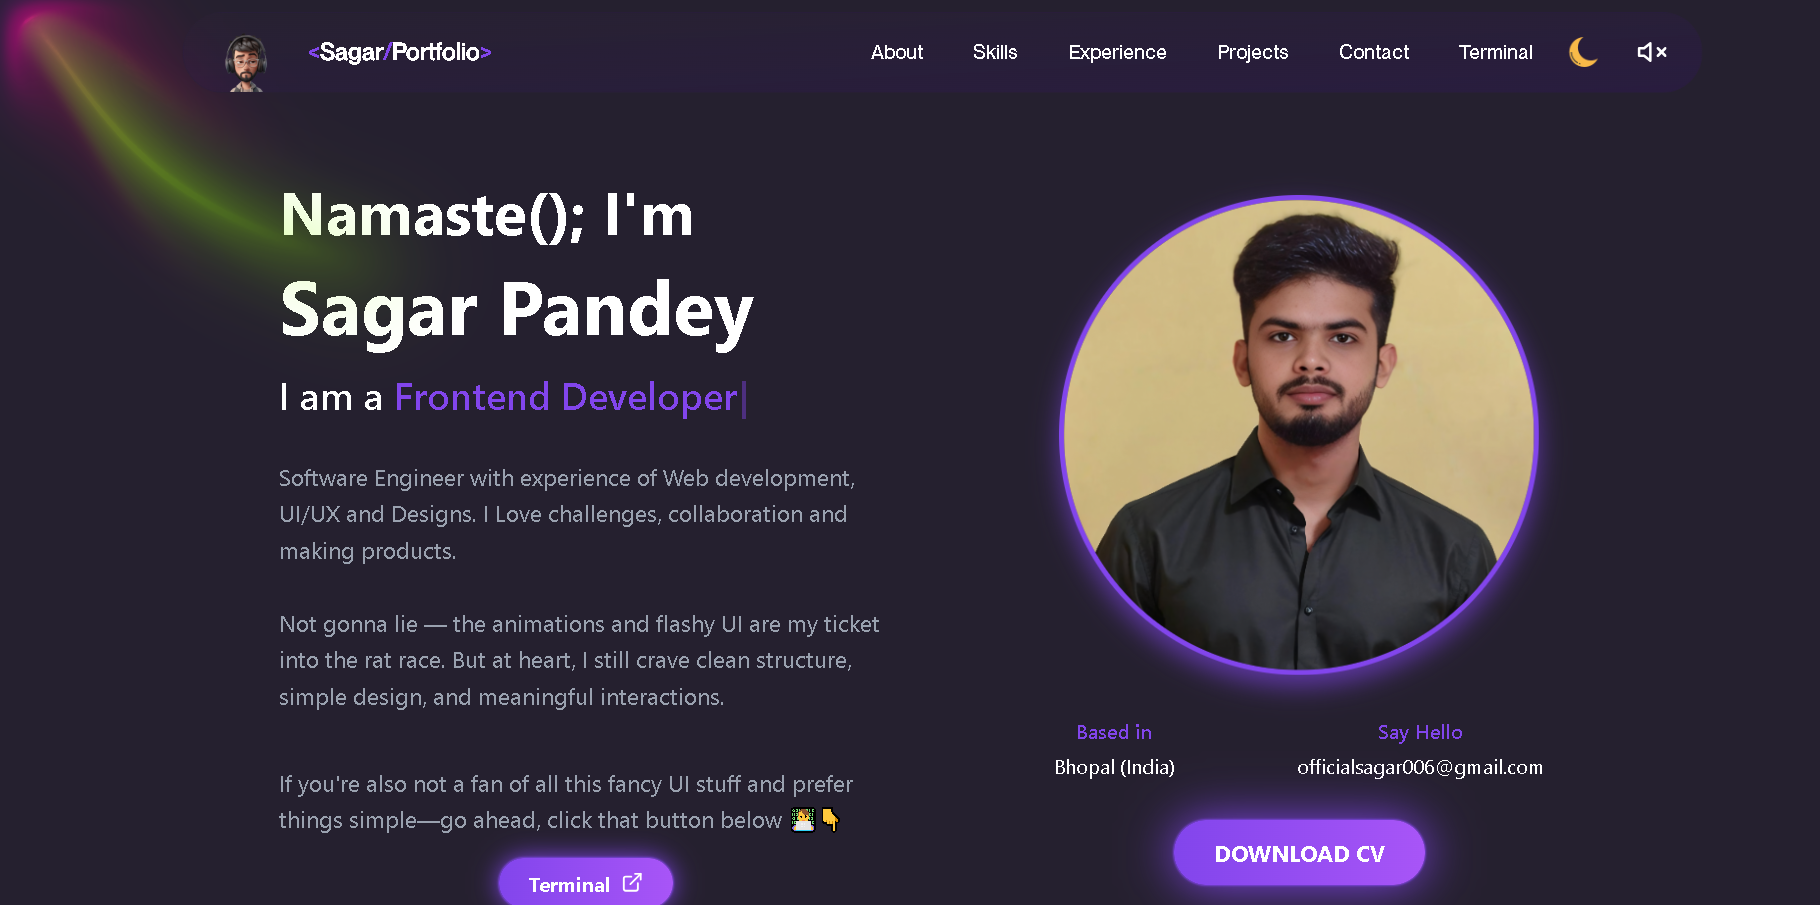 <Sagar/Portfolio>
About Skills Experience Projects Contact Terminal
Namaste(); I'm
Sagar Pandey
I am a Frontend Developer|
Software Engineer with experience of Web development,
UI/UX and Designs. I Love challenges, collaboration and
making products.
Not gonna lie — the animations and flashy UI are my ticket
into the rat race. But at heart, I still crave clean structure,
simple design, and meaningful interactions.
If you're also not a fan of all this fancy UI stuff and prefer
things simple—go ahead, click that button below 👨‍💻👇
Terminal
Based in
Bhopal (India)
Say Hello
officialsagar006@gmail.com
DOWNLOAD CV